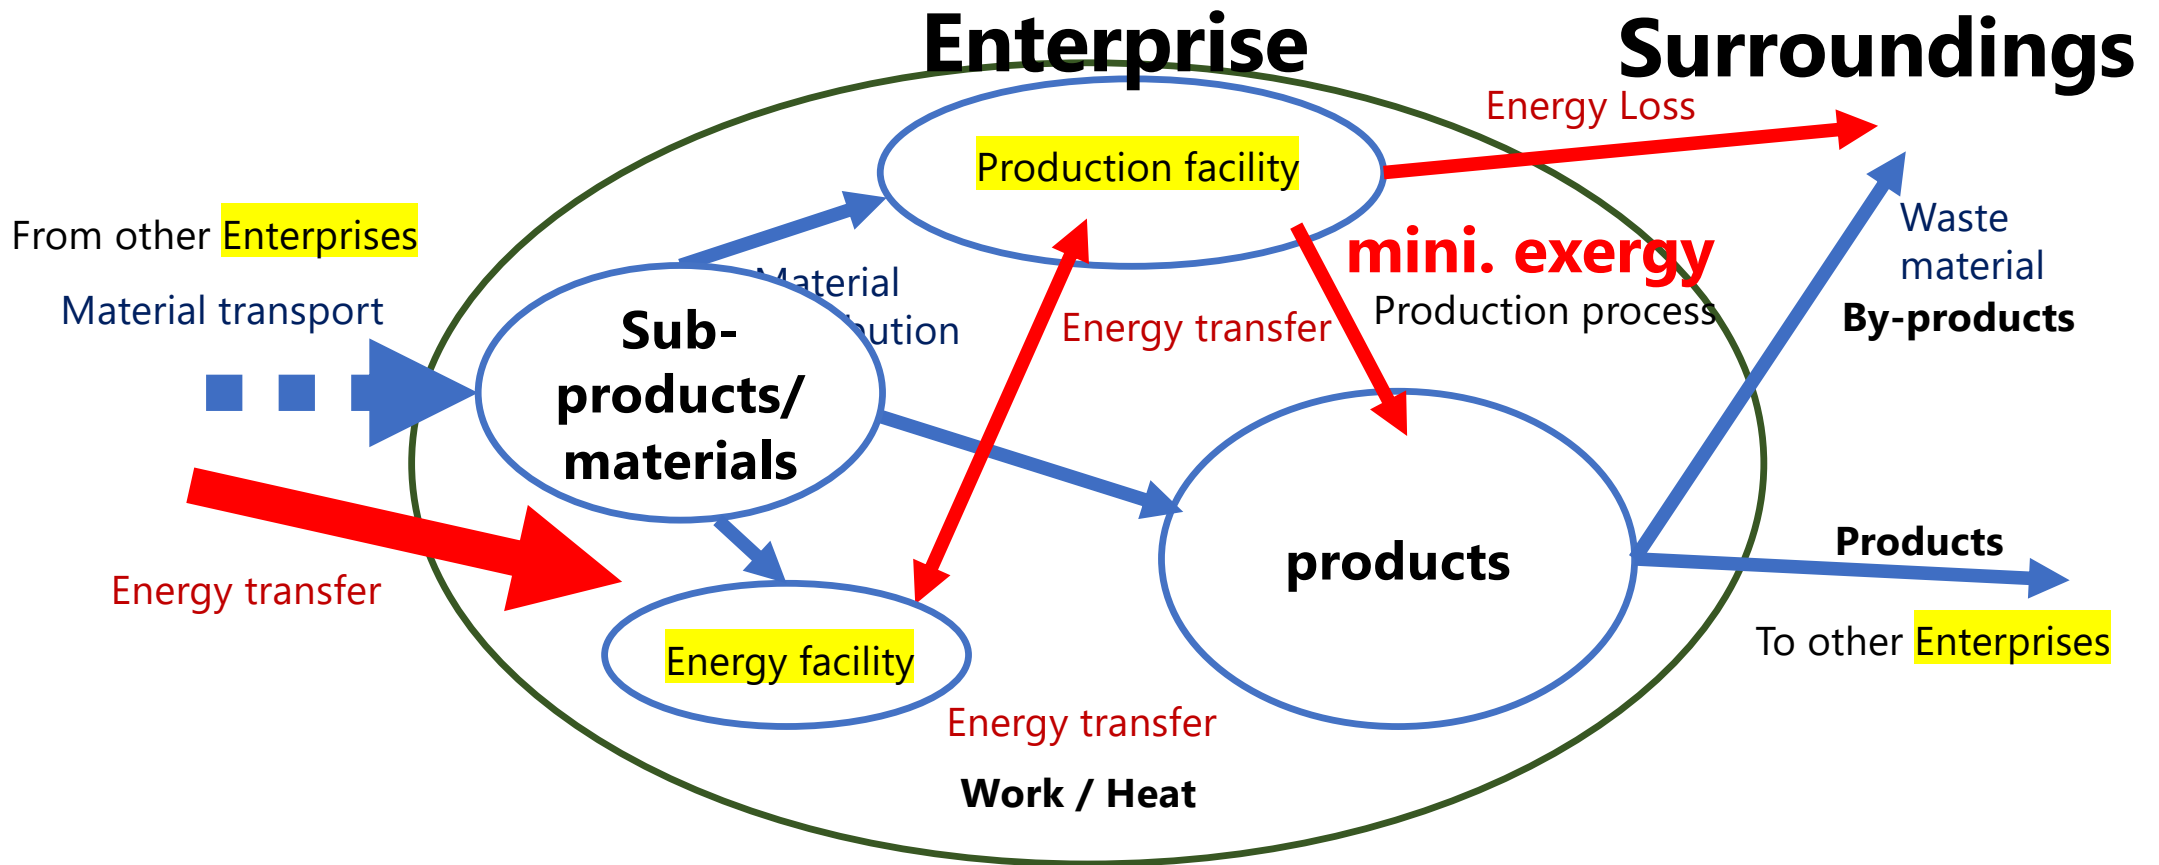 Enterprise
Surroundings
Energy Loss
Production facility
From other Enterprises
Waste
material
By-products
mini. exergy
Material transport
Production process
Material
Energy transfer
Sub-
products/
materials
Energy transfer
Energy facility
products
Products
To other Enterprises
Energy transfer
Work / Heat